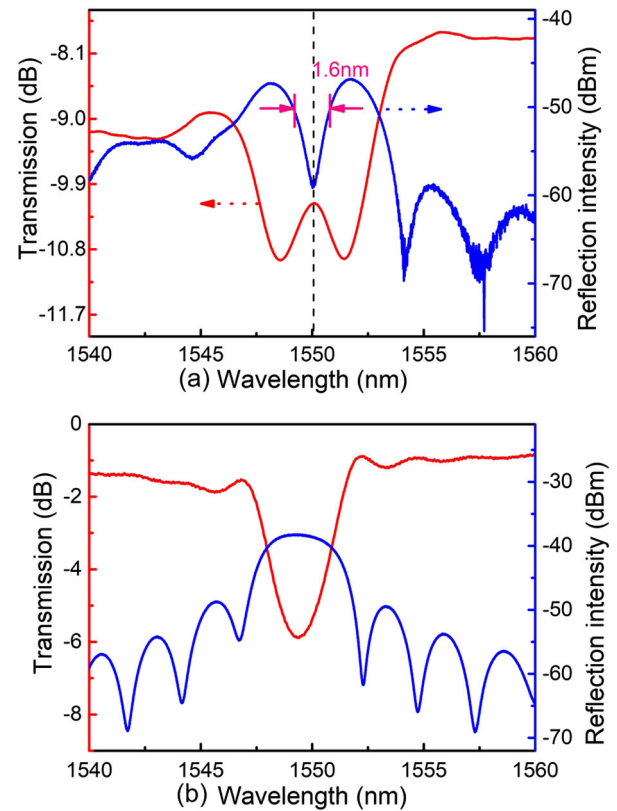 -40
-8.1
1.6nm
-9.0
-50
-9.9
-60
-10.8
-70
-11.7
Transmission (dB)
Reflection intensity (dBm)
1540 1545 1550 1555 1560
(a) Wavelength (nm)
0
-2
-30
-4
-40
-50
-6
-60
-8
-70
Transmission (dB)
Reflection intensity (dBm)
1540 1545 1550 1555 1560
(b) Wavelength (nm)